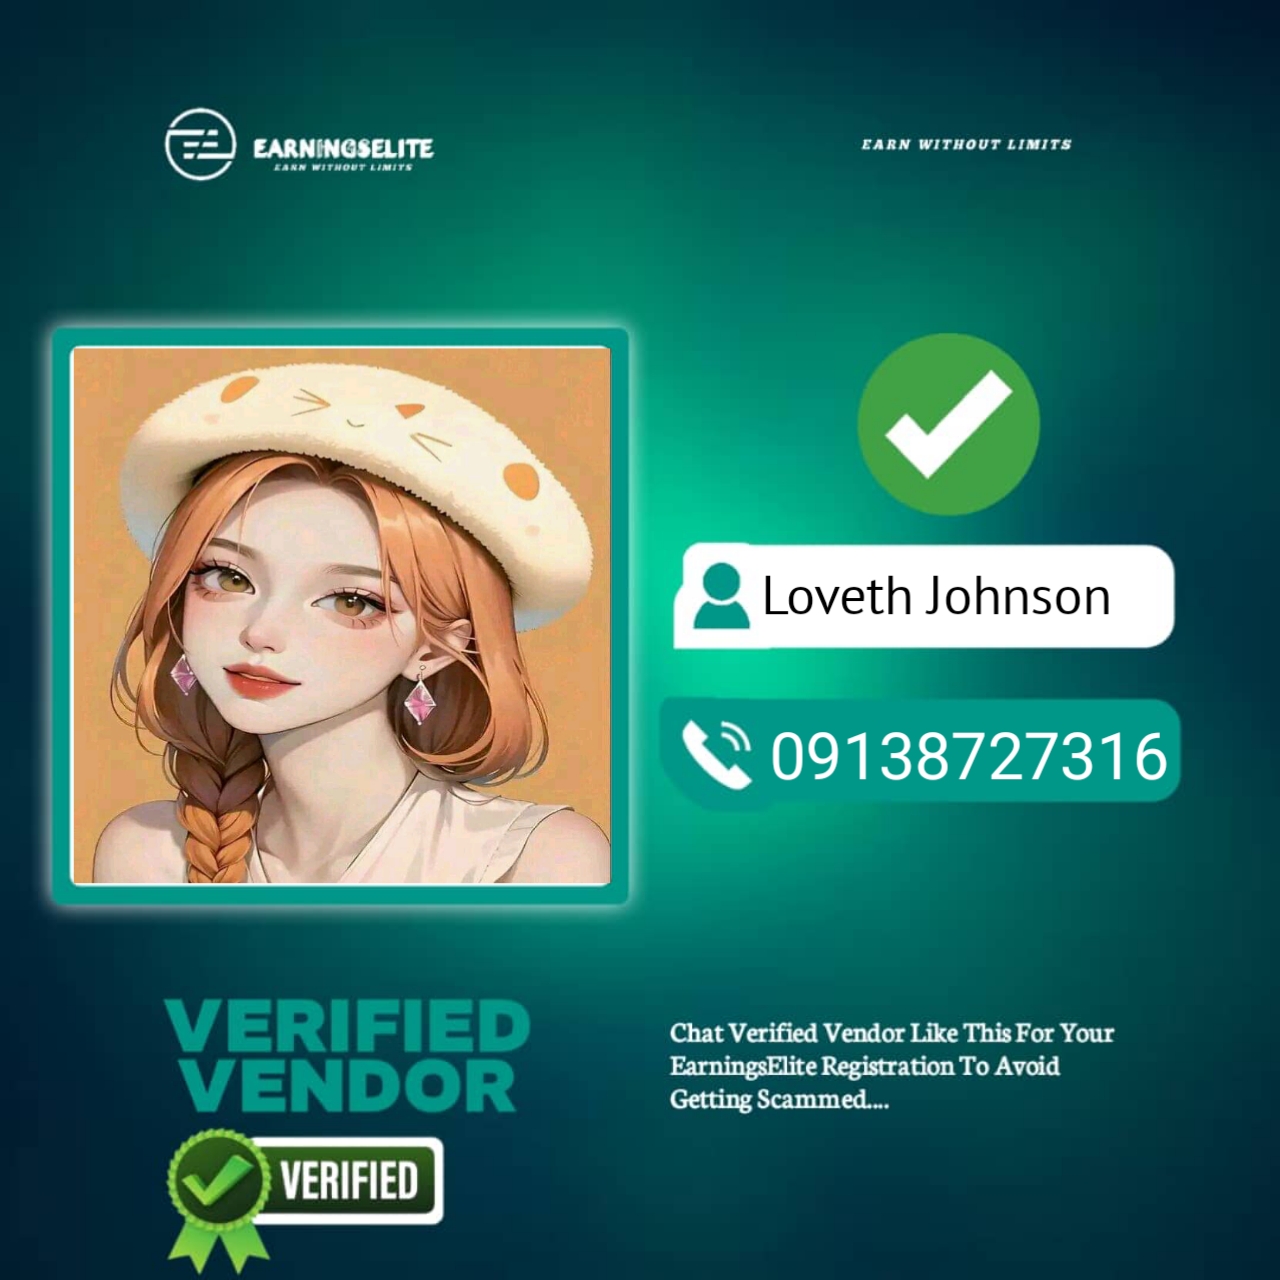 EARNINGSELITE
EARN WITHOUT LIMITS
EARN WITHOUT LIMITS
Loveth Johnson
09138727316
VERIFIED
VENDOR
VERIFIED
Chat Verified Vendor Like This For Your
EarningsElite Registration To Avoid
Getting Scammed....